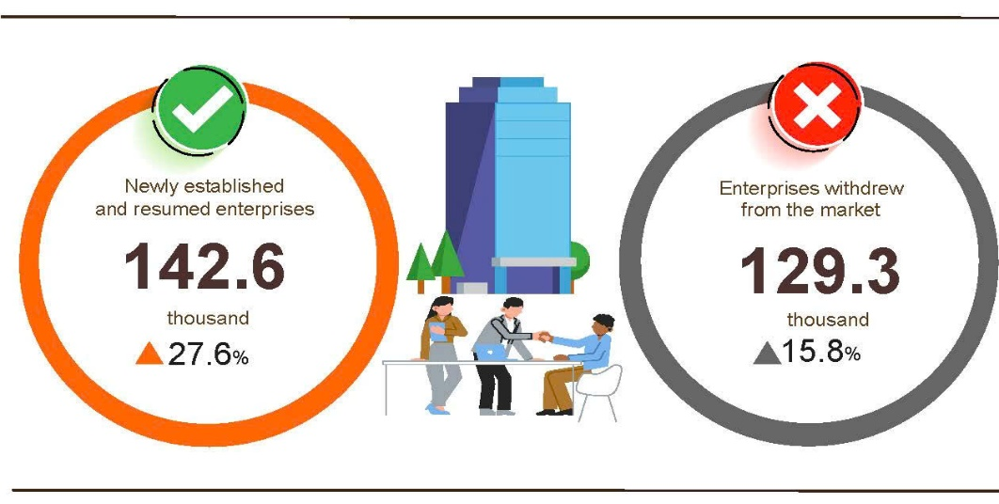 Newly established
and resumed enterprises
142.6
thousand
27.6%
Enterprises withdrew
from the market
129.3
thousand
15.8%